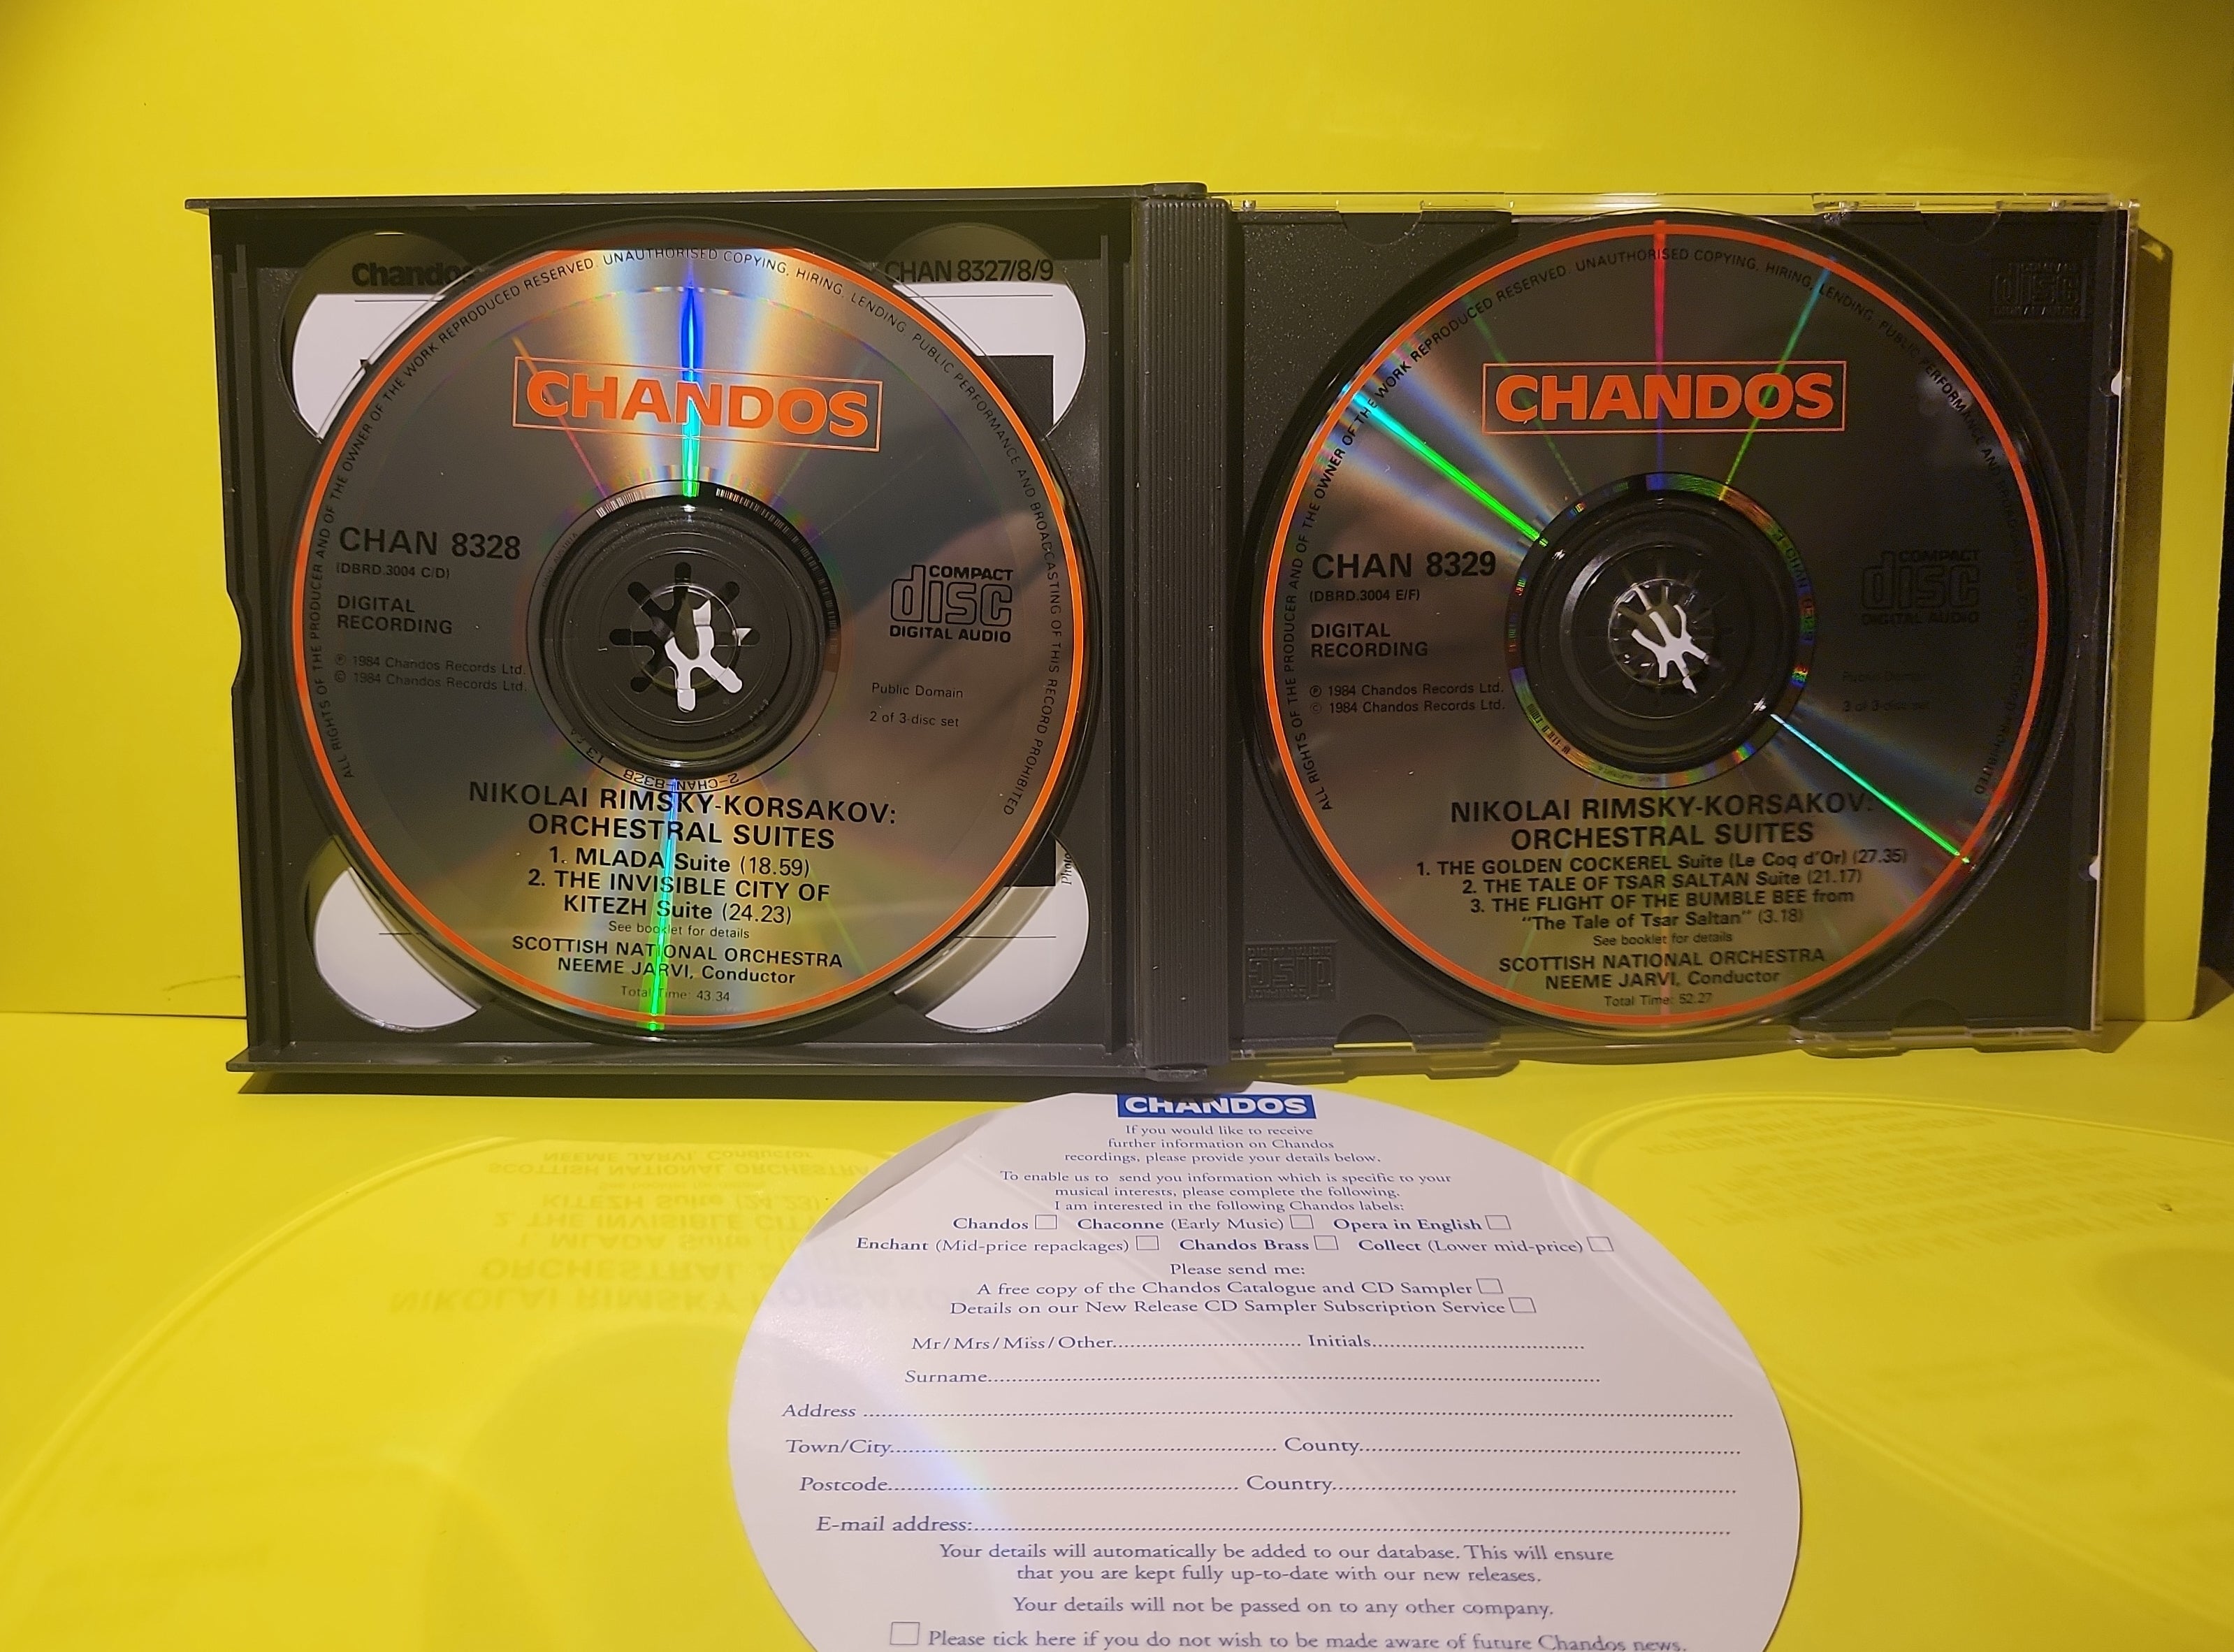 CHAN 8327/8/9
ALL RIGHTS OF THE PRODUCER AND OF THE OWNER OF THE WORK REPRODUCED RESERVED. UNAUTHORISED COPYING, HIRING, LENDING, PUBLIC PERFORMANCE AND BROADCASTING OF THIS RECORD PROHIBITED
CHANDOS
CHAN 8328
(DBRD.3004 C/D)
DIGITAL
RECORDING
℗ 1984 Chandos Records Ltd.
© 1984 Chandos Records Ltd.
COMPACT
disc
DIGITAL AUDIO
Public Domain
2 of 3-disc set
2-CHAN-8328
NIKOLAI RIMSKY-KORSAKOV:
ORCHESTRAL SUITES
1. MLADA Suite (18.59)
2. THE INVISIBLE CITY OF
KITEZH Suite (24.23)
See booklet for details
SCOTTISH NATIONAL ORCHESTRA
NEEME JARVI, Conductor
Total Time: 43.34
Photo
ALL RIGHTS OF THE PRODUCER AND OF THE OWNER OF THE WORK REPRODUCED RESERVED. UNAUTHORISED COPYING, HIRING, LENDING, PUBLIC PERFORMANCE AND
CHANDOS
CHAN 8329
(DBRD.3004 E/F)
DIGITAL
RECORDING
℗ 1984 Chandos Records Ltd.
© 1984 Chandos Records Ltd.
COMPACT
disc
DIGITAL AUDIO
Public Domain
3 of 3-disc set
NIKOLAI RIMSKY-KORSAKOV:
ORCHESTRAL SUITES
1. THE GOLDEN COCKEREL Suite (Le Coq d'Or) (27.35)
2. THE TALE OF TSAR SALTAN Suite (21.17)
3. THE FLIGHT OF THE BUMBLE BEE from
"The Tale of Tsar Saltan" (3.18)
See booklet for details
SCOTTISH NATIONAL ORCHESTRA
NEEME JARVI, Conductor
Total Time: 52.27
CHANDOS
If you would like to receive
further information on Chandos
recordings, please provide your details below.
To enable us to send you information which is specific to your
musical interests, please complete the following.
I am interested in the following Chandos labels:
Chandos Chaconne (Early Music) Opera in English
Enchant (Mid-price repackages) Chandos Brass Collect (Lower mid-price)
Please send me:
A free copy of the Chandos Catalogue and CD Sampler
Details on our New Release CD Sampler Subscription Service
Mr/Mrs/Miss/Other.............................. Initials..................................
Surname....................................................................................
Address ....................................................................................
Town/City............................................. County..............................................
Postcode............................................. Country..............................................
E-mail address:.............................................................................
Your details will automatically be added to our database. This will ensure
that you are kept fully up-to-date with our new releases.
Your details will not be passed on to any other company.
Please tick here if you do not wish to be made aware of future Chandos news.